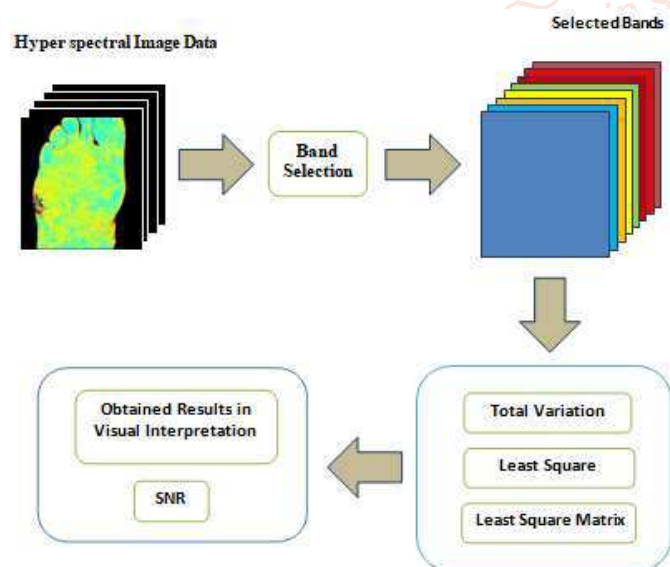 Selected Bands
Hyper spectral Image Data
Band
Selection
Obtained Results in
Visual Interpretation
SNR
Total Variation
Least Square
Least Square Matrix